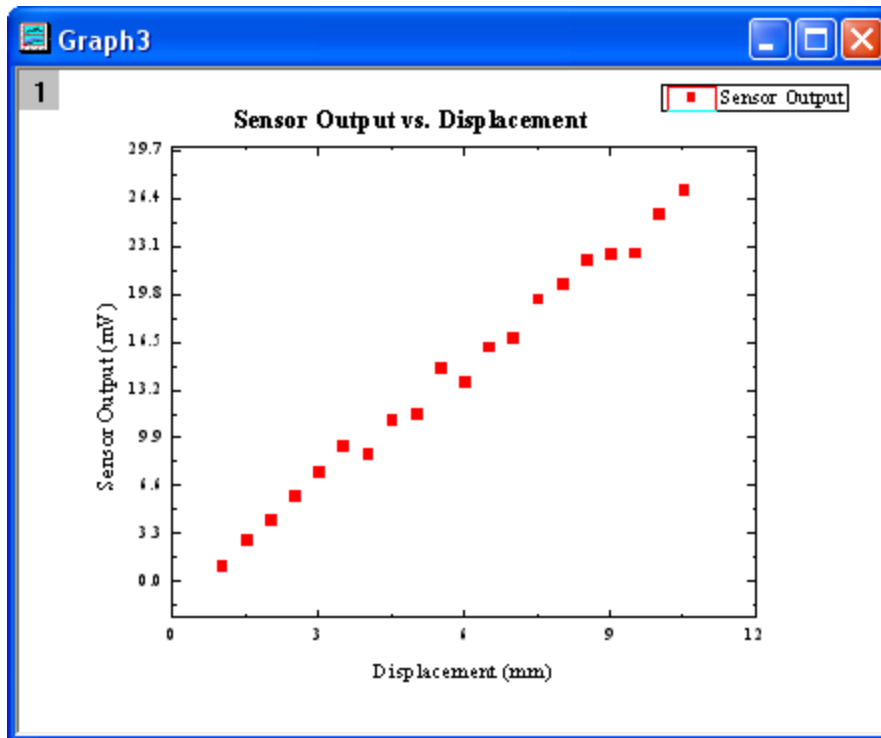 Graph3
1
Sensor Output
Sensor Output vs. Displacement
29.7
26.4
23.1
19.8
16.5
13.2
9.9
6.6
3.3
0.0
Sensor Output (mV)
0 3 6 9 12
Displacement (mm)